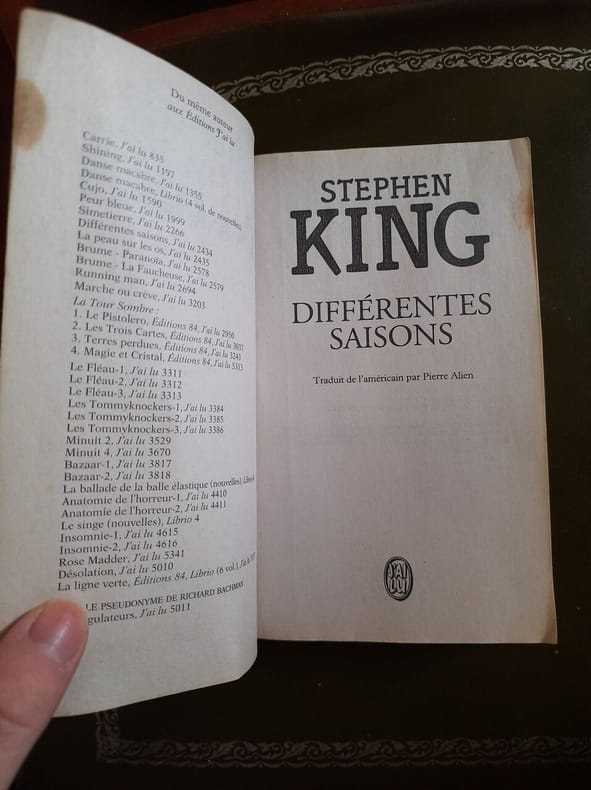 Du même auteur
aux Éditions J'ai lu
Carrie, J'ai lu 835
Shining, J'ai lu 1197
Danse macabre, J'ai lu 1355
Danse macabre, Librio (4 vol. de nouvelles)
Cujo, J'ai lu 1590
Peur bleue, J'ai lu 1999
Simetierre, J'ai lu 2266
Différentes saisons, J'ai lu 2434
La peau sur les os, J'ai lu 2435
Brume - Paranoïa, J'ai lu 2578
Brume - La Faucheuse, J'ai lu 2579
Running man, J'ai lu 2694
Marche ou crève, J'ai lu 3203
La Tour Sombre :
1. Le Pistolero, Éditions 84, J'ai lu 2950
2. Les Trois Cartes, Éditions 84, J'ai lu 3037
3. Terres perdues, Éditions 84, J'ai lu 3243
4. Magie et Cristal, Éditions 84, J'ai lu 5313
Le Fléau-1, J'ai lu 3311
Le Fléau-2, J'ai lu 3312
Le Fléau-3, J'ai lu 3313
Les Tommyknockers-1, J'ai lu 3384
Les Tommyknockers-2, J'ai lu 3385
Les Tommyknockers-3, J'ai lu 3386
Minuit 2, J'ai lu 3529
Minuit 4, J'ai lu 3670
Bazaar-1, J'ai lu 3817
Bazaar-2, J'ai lu 3818
La ballade de la balle élastique (nouvelles), Librio
Anatomie de l'horreur-1, J'ai lu 4410
Anatomie de l'horreur-2, J'ai lu 4411
Le singe (nouvelles), Librio 4
Insomnie-1, J'ai lu 4615
Insomnie-2, J'ai lu 4616
Rose Madder, J'ai lu 5341
Désolation, J'ai lu 5010
La ligne verte, Éditions 84, Librio (6 vol.), J'ai lu
LE PSEUDONYME DE RICHARD BACHMAN
gulateurs, J'ai lu 5011
STEPHEN
KING
DIFFÉRENTES
SAISONS
Traduit de l'américain par Pierre Alien
J'AI
LU